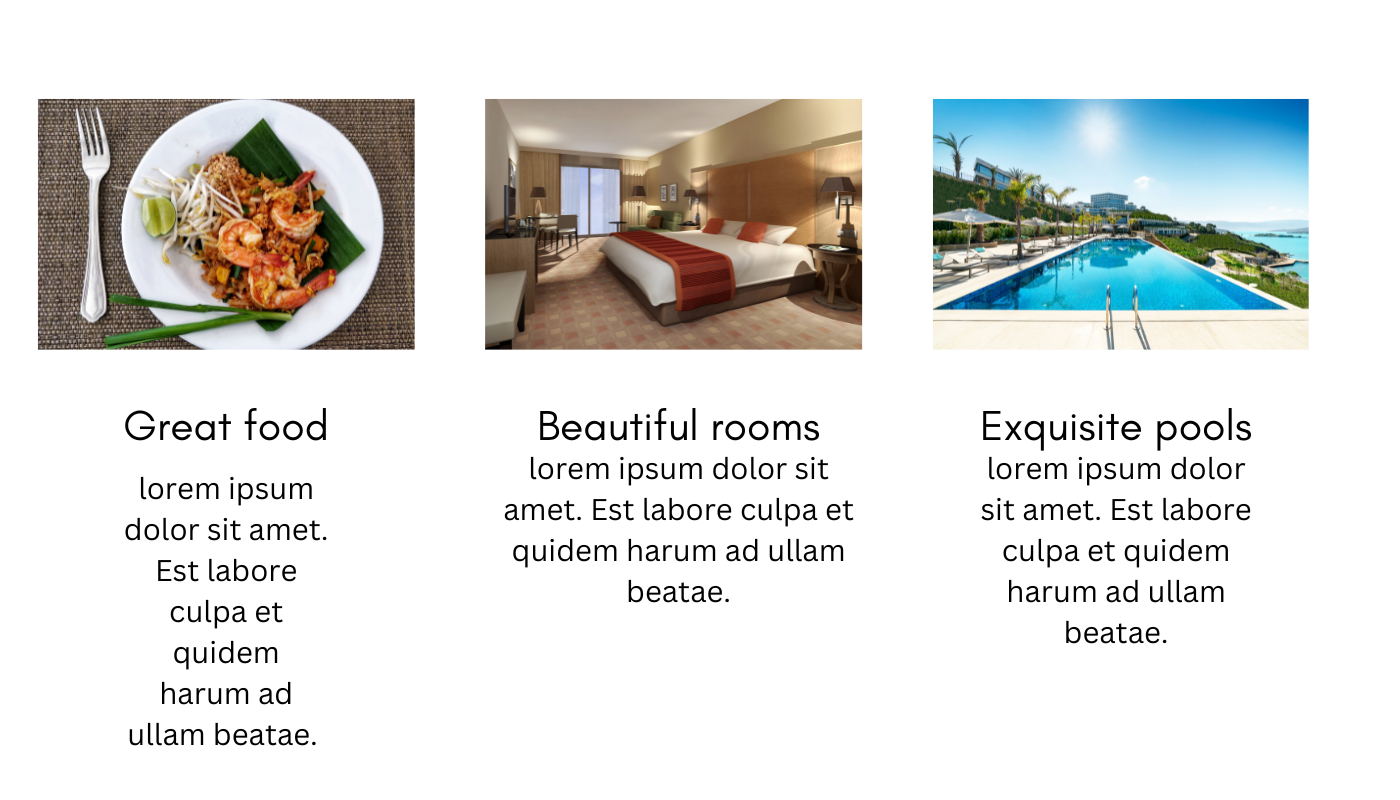 Great food
lorem ipsum
dolor sit amet.
Est labore
culpa et
quidem
harum ad
ullam beatae.
Beautiful rooms
lorem ipsum dolor sit
amet. Est labore culpa et
quidem harum ad ullam
beatae.
Exquisite pools
lorem ipsum dolor
sit amet. Est labore
culpa et quidem
harum ad ullam
beatae.